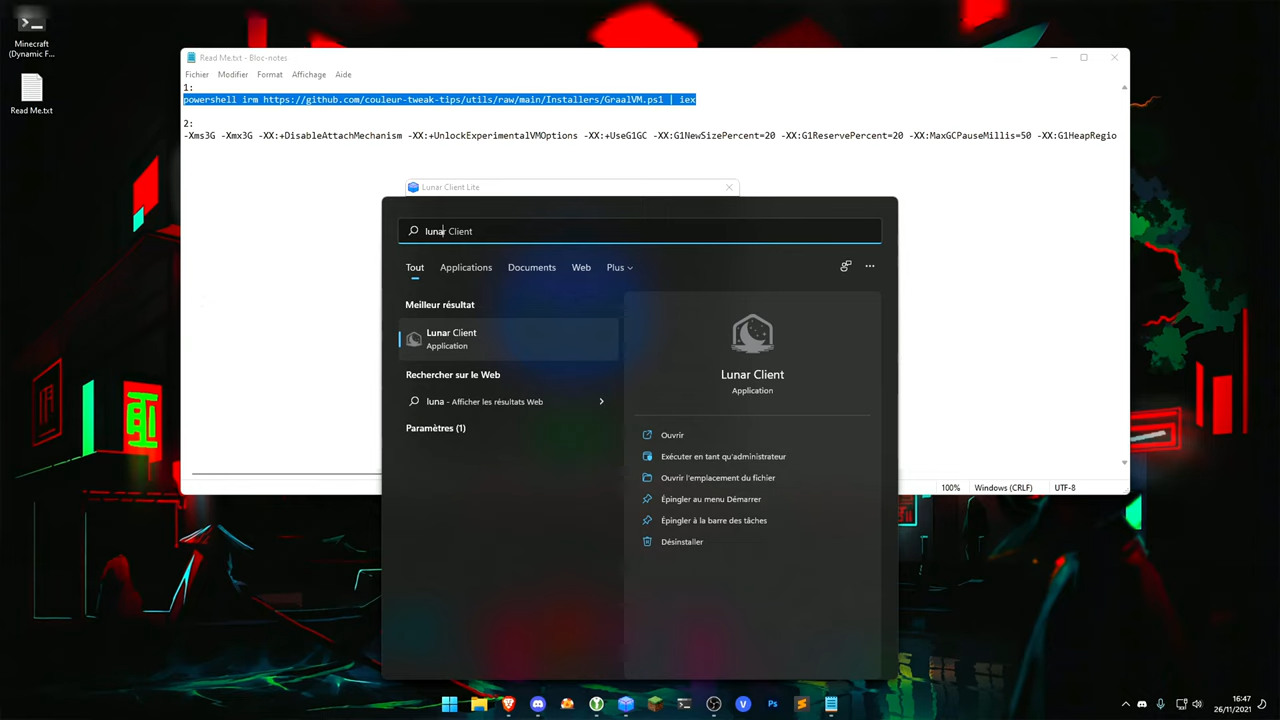 Minecraft
(Dynamic F...
Read Me.txt
Read Me.txt - Bloc-notes
Fichier Modifier Format Affichage Aide
1:
powershell irm https://github.com/couleur-tweak-tips/utils/raw/main/Installers/GraalVM.ps1 | iex
2:
-Xms3G -Xmx3G -XX:+DisableAttachMechanism -XX:+UnlockExperimentalVMOptions -XX:+UseG1GC -XX:G1NewSizePercent=20 -XX:G1ReservePercent=20 -XX:MaxGCPauseMillis=50 -XX:G1HeapRegio
Lunar Client Lite
lunar Client
Tout Applications Documents Web Plus
Meilleur résultat
Lunar Client
Application
Rechercher sur le Web
luna - Afficher les résultats Web
Paramètres (1)
Lunar Client
Application
Ouvrir
Exécuter en tant qu'administrateur
Ouvrir l'emplacement du fichier
Épingler au menu Démarrer
Épingler à la barre des tâches
Désinstaller
100% Windows (CRLF) UTF-8
16:47
26/11/2021